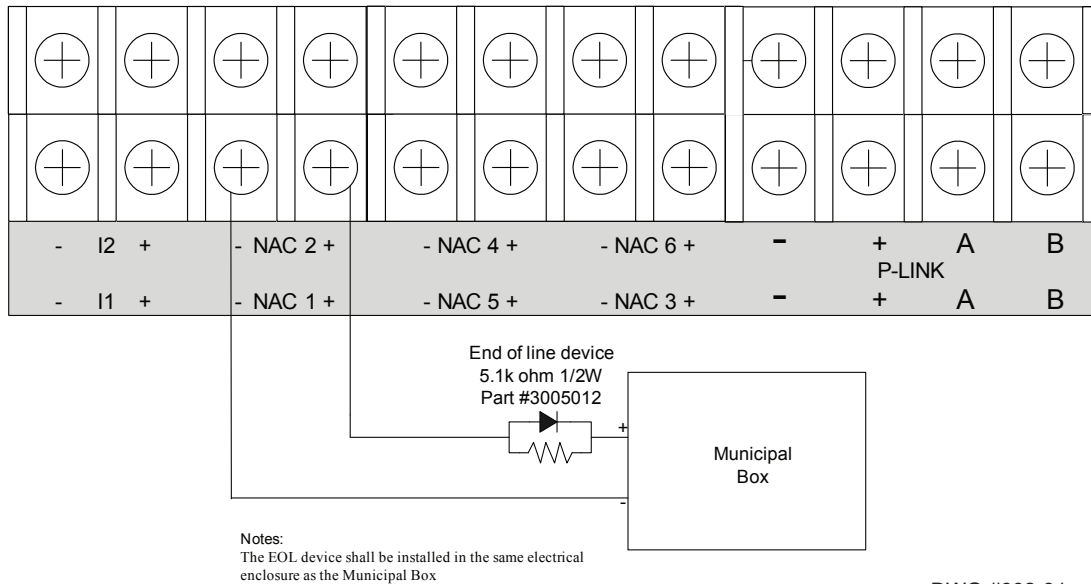 - I2 + - NAC 2 + - NAC 4 + - NAC 6 + - + A B
P-LINK
- I1 + - NAC 1 + - NAC 5 + - NAC 3 + - + A B
End of line device
5.1k ohm 1/2W
Part #3005012
+
Municipal
Box
-
Notes:
The EOL device shall be installed in the same electrical
enclosure as the Municipal Box